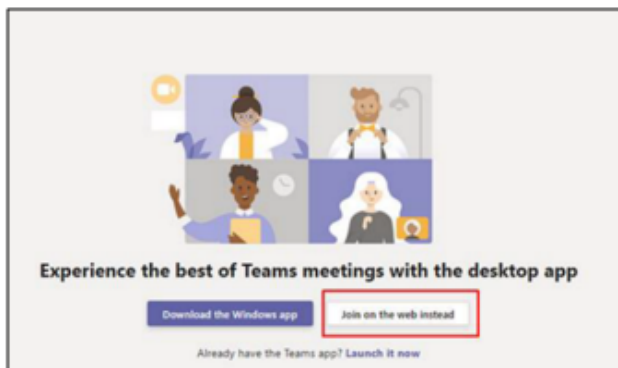 Experience the best of Teams meetings with the desktop app
Download the Windows app
Join on the web instead
Already have the Teams app? Launch it now